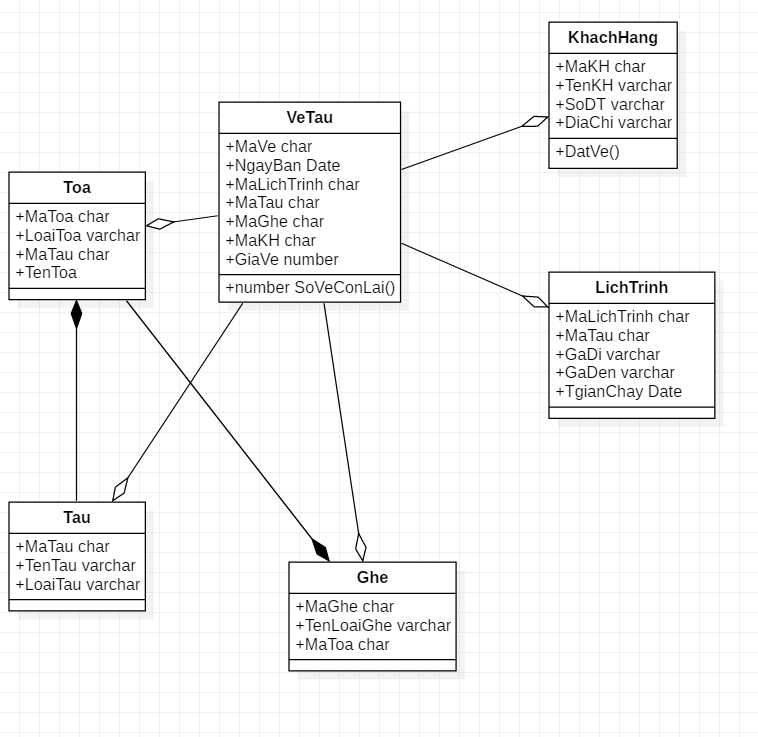 KhachHang
+MaKH char
+TenKH varchar
+SoDT varchar
+DiaChi varchar
+DatVe()
VeTau
+MaVe char
+NgayBan Date
+MaLichTrinh char
+MaTau char
+MaGhe char
+MaKH char
+GiaVe number
+number SoVeConLai()
Toa
+MaToa char
+LoaiToa varchar
+MaTau char
+TenToa
LichTrinh
+MaLichTrinh char
+MaTau char
+GaDi varchar
+GaDen varchar
+TgianChay Date
Tau
+MaTau char
+TenTau varchar
+LoaiTau varchar
Ghe
+MaGhe char
+TenLoaiGhe varchar
+MaToa char